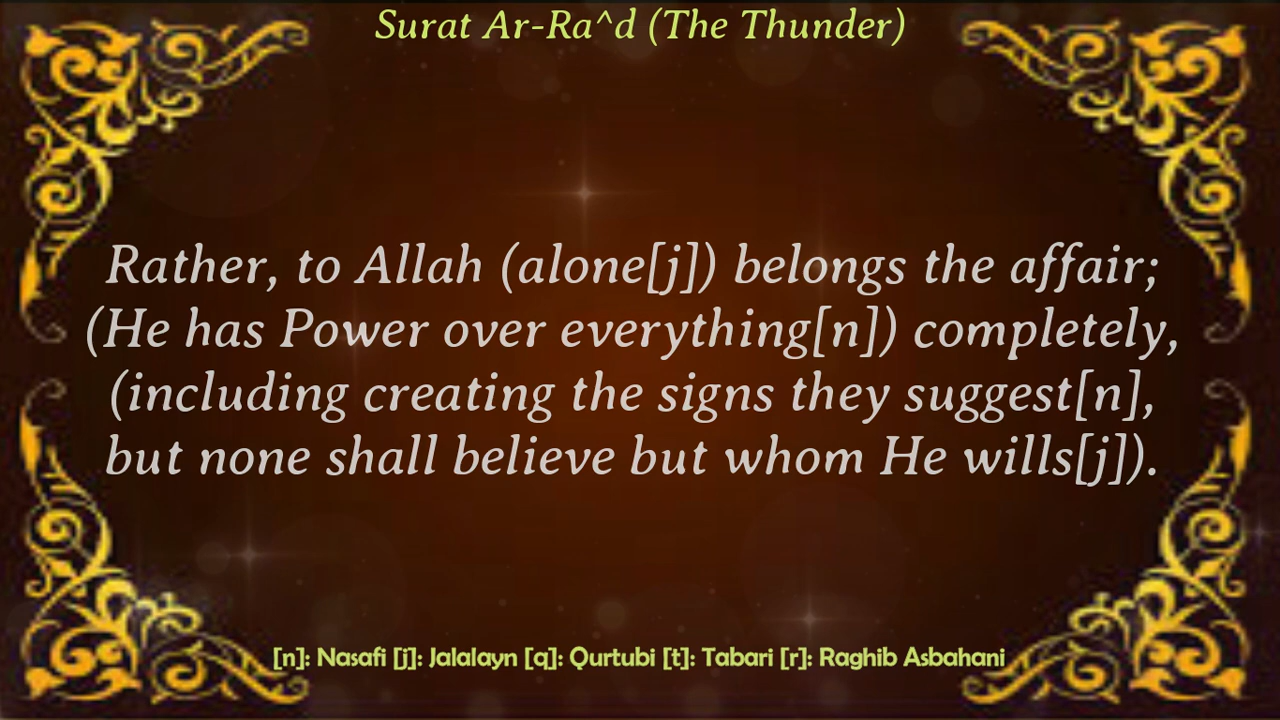 Surat Ar-Ra^d (The Thunder)
Rather, to Allah (alone[j]) belongs the affair;
(He has Power over everything[n]) completely,
(including creating the signs they suggest[n],
but none shall believe but whom He wills[j]).
[n]: Nasafi [j]: Jalalayn [q]: Qurtubi [t]: Tabari [r]: Raghib Asbahani